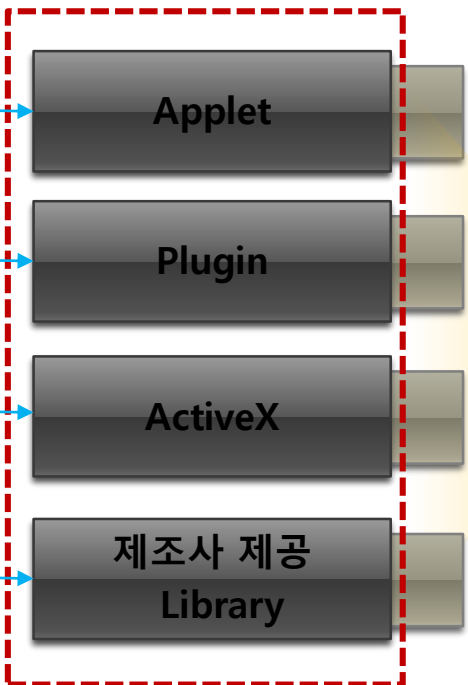 Applet
Plugin
ActiveX
제조사 제공
Library